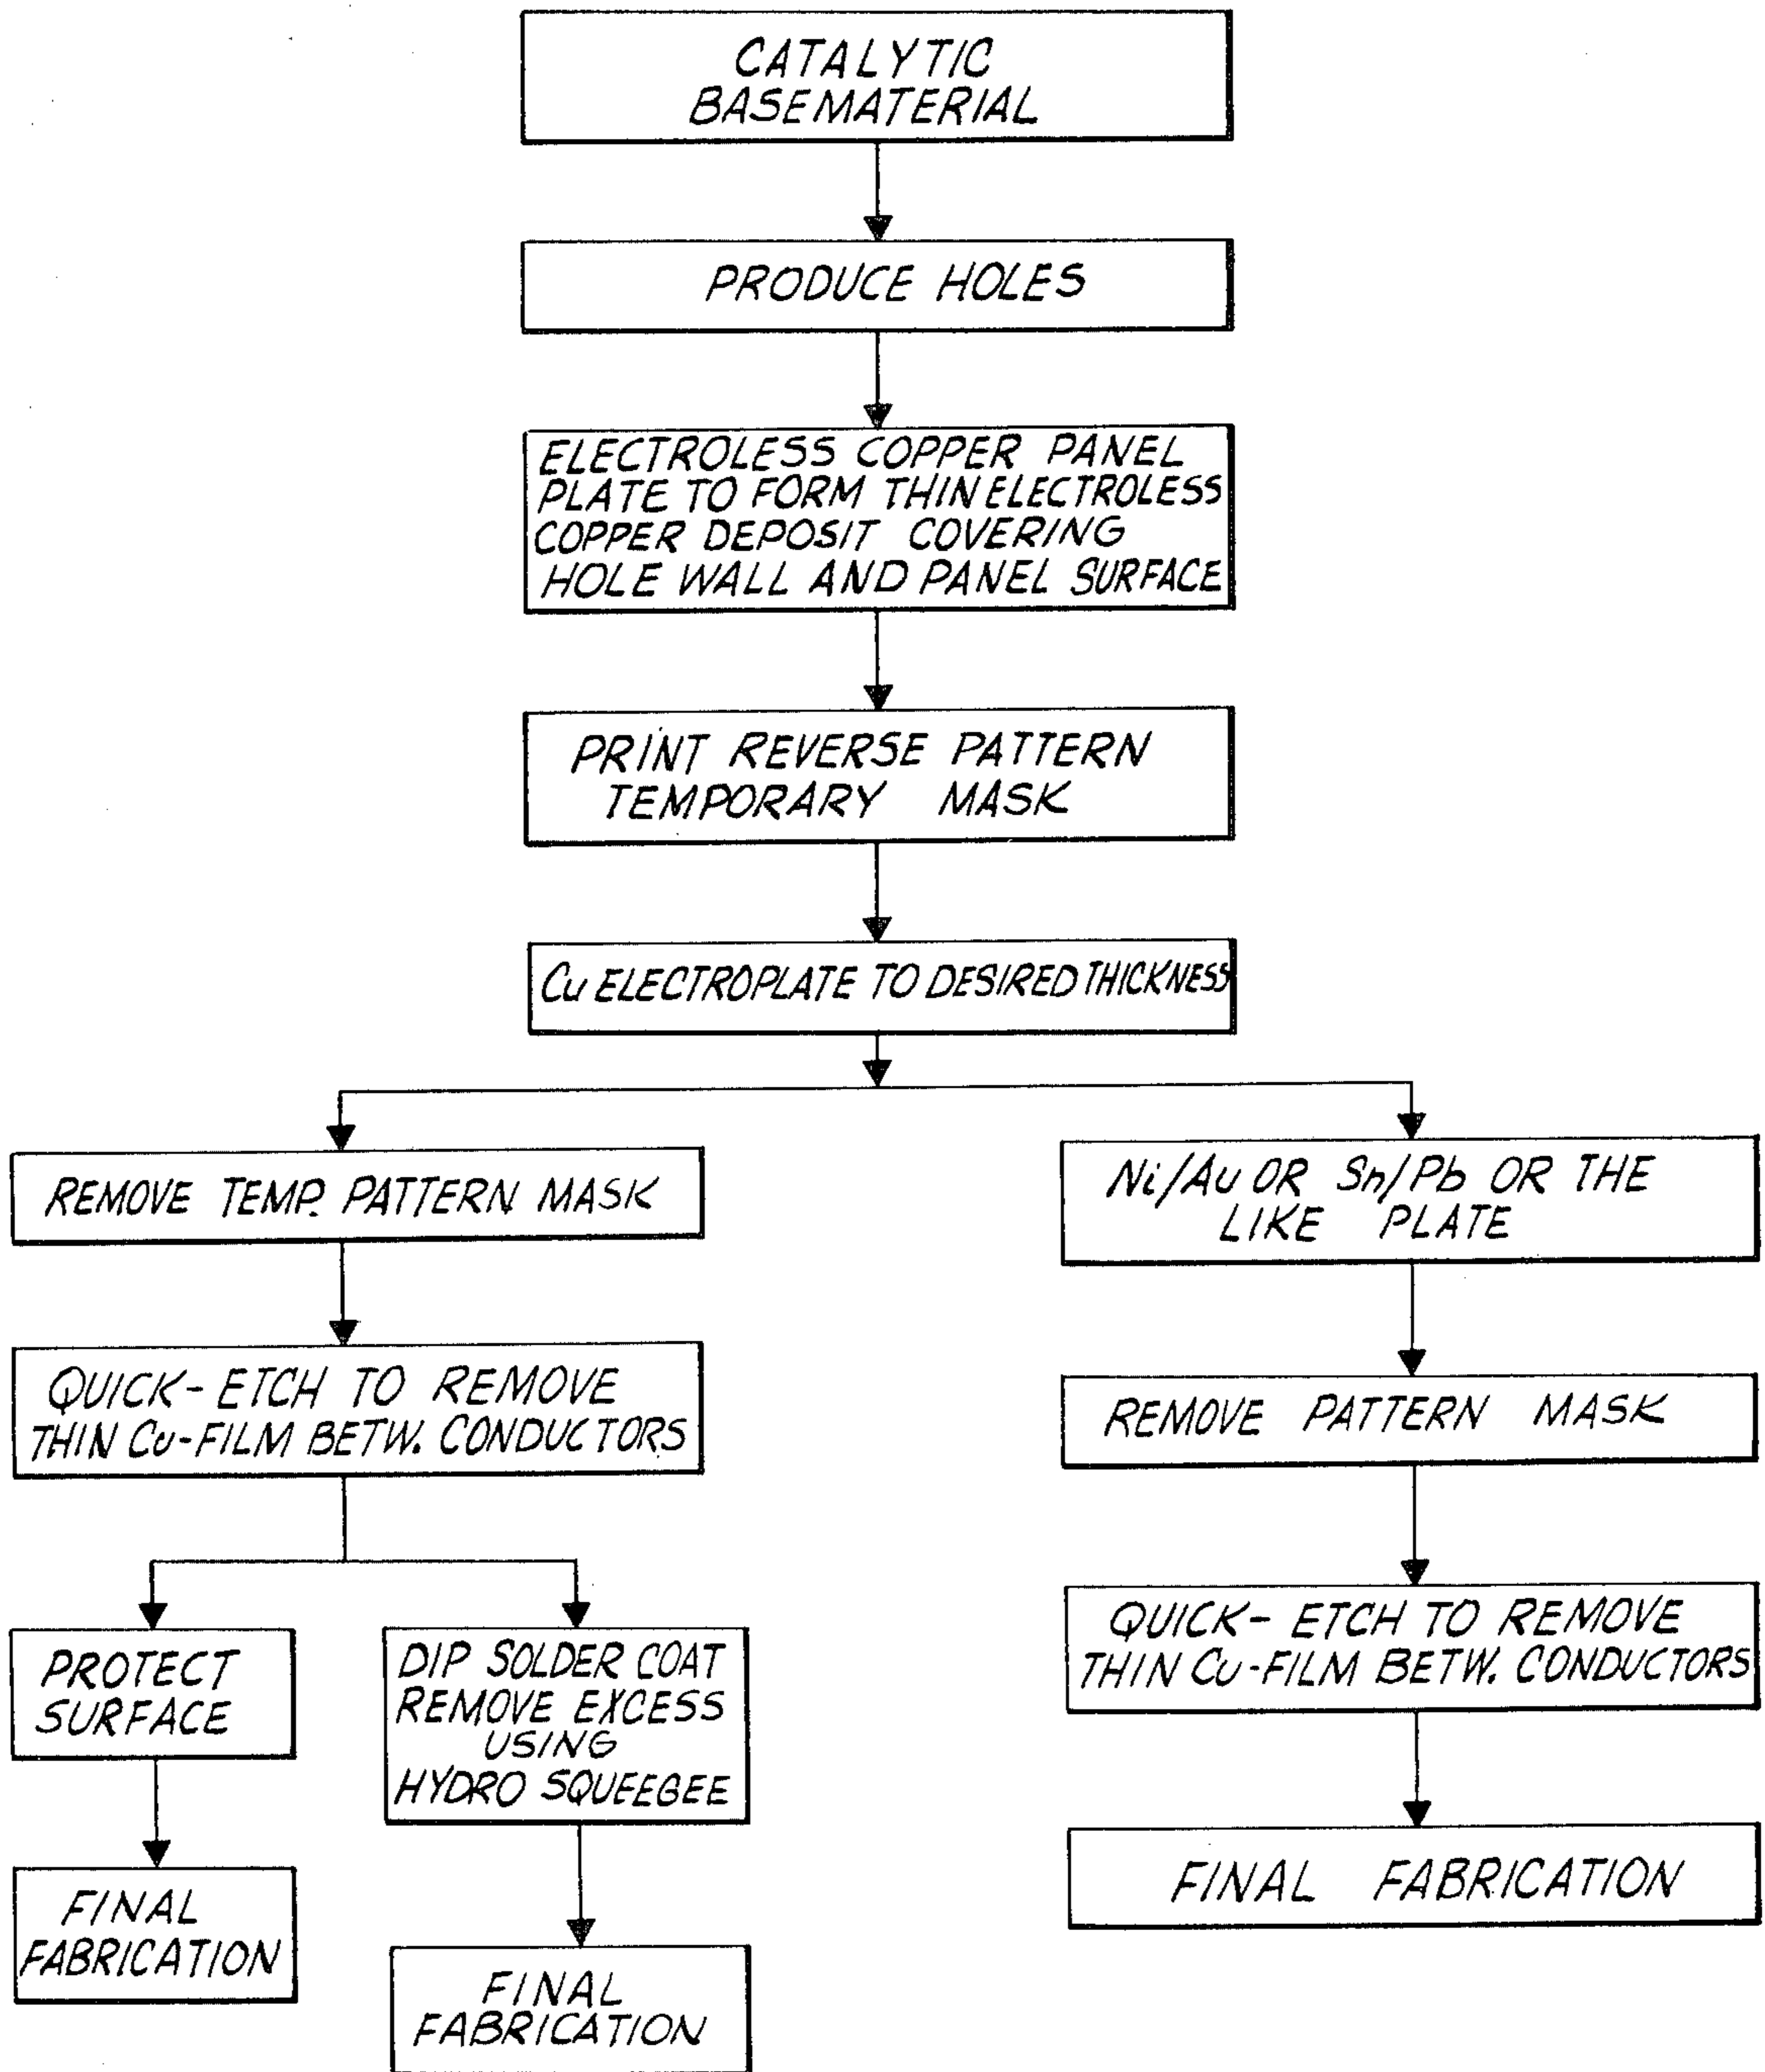 CATALYTIC
BASEMATERIAL
PRODUCE HOLES
ELECTROLESS COPPER PANEL
PLATE TO FORM THIN ELECTROLESS
COPPER DEPOSIT COVERING
HOLE WALL AND PANEL SURFACE
PRINT REVERSE PATTERN
TEMPORARY MASK
Cu ELECTROPLATE TO DESIRED THICKNESS
REMOVE TEMP. PATTERN MASK
QUICK-ETCH TO REMOVE
THIN Cu-FILM BETW. CONDUCTORS
PROTECT
SURFACE
FINAL
FABRICATION
DIP SOLDER COAT
REMOVE EXCESS
USING
HYDRO SQUEEGEE
FINAL
FABRICATION
Ni/Au OR Sn/Pb OR THE
LIKE PLATE
REMOVE PATTERN MASK
QUICK-ETCH TO REMOVE
THIN Cu-FILM BETW. CONDUCTORS
FINAL FABRICATION